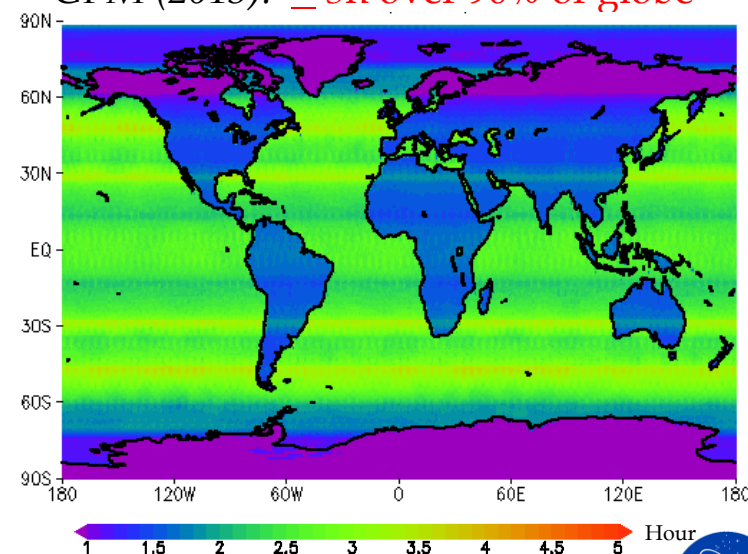 GPM (2015): ≤ 3h over 90% of globe
90N
60N
30N
EQ
30S
60S
90S
180 120W 60W 0 60E 120E 180
1 1.5 2 2.5 3 3.5 4 4.5 5 Hour